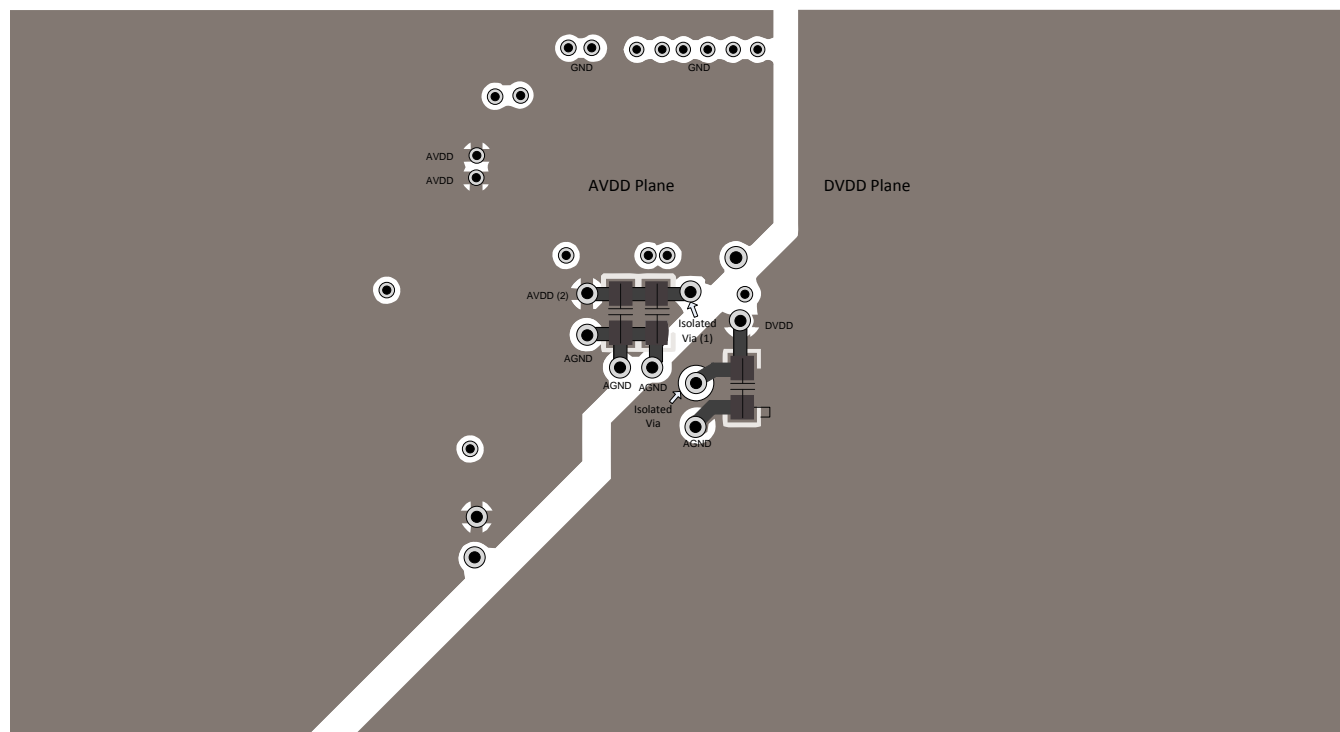 GND
GND
AVDD
AVDD
AVDD Plane
DVDD Plane
AVDD (2)
Isolated
Via (1)
DVDD
AGND
AGND
AGND
Isolated
Via
AGND